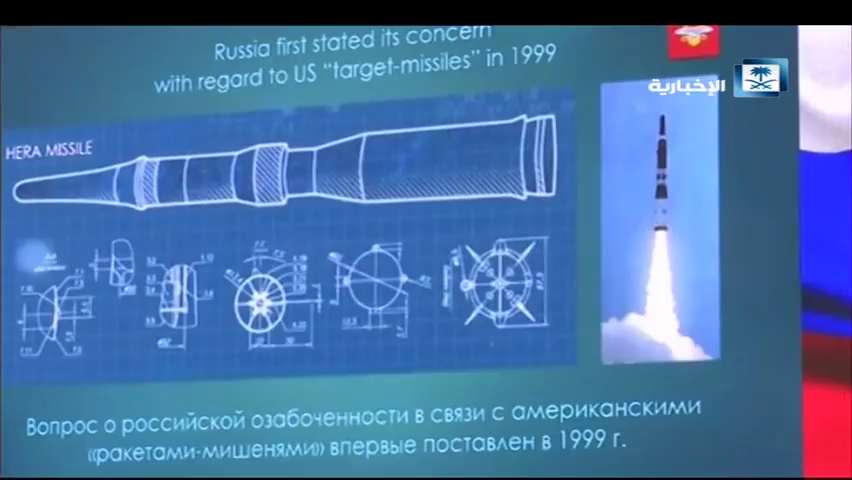 Russia first stated its concern
with regard to US "target-missiles" in 1999
الإخبارية
HERA MISSILE
Вопрос о российской озабоченности в связи с американскими
«ракетами-мишенями» впервые поставлен в 1999 г.